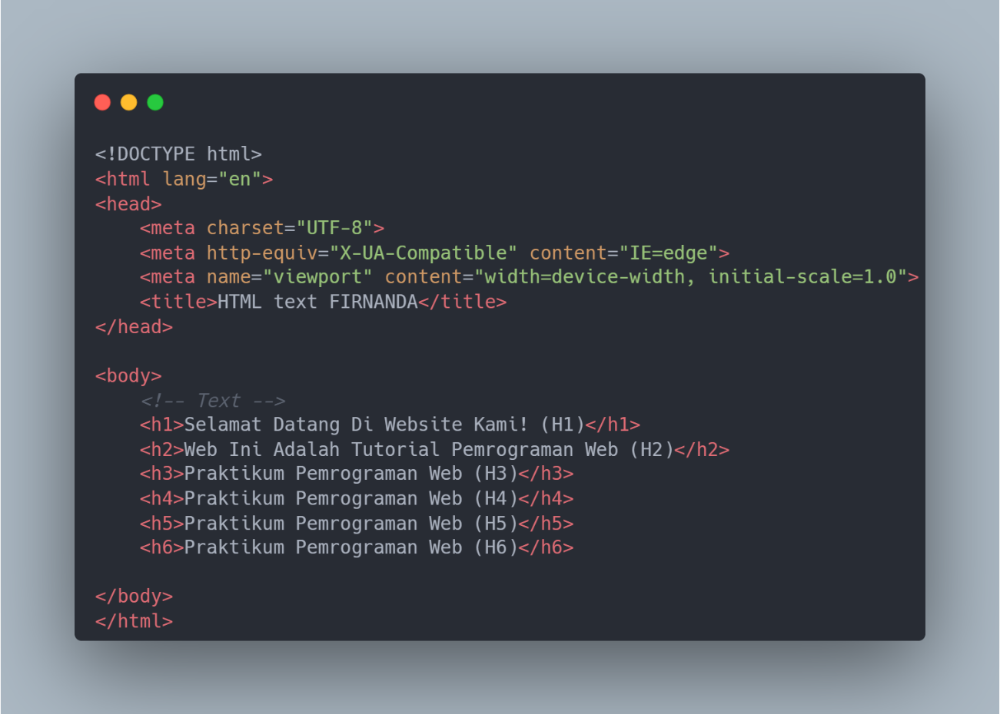 <!DOCTYPE html>
<html lang="en">
<head>
    <meta charset="UTF-8">
    <meta http-equiv="X-UA-Compatible" content="IE=edge">
    <meta name="viewport" content="width=device-width, initial-scale=1.0">
    <title>HTML text FIRNANDA</title>
</head>

<body>
    <!-- Text -->
    <h1>Selamat Datang Di Website Kami! (H1)</h1>
    <h2>Web Ini Adalah Tutorial Pemrograman Web (H2)</h2>
    <h3>Praktikum Pemrograman Web (H3)</h3>
    <h4>Praktikum Pemrograman Web (H4)</h4>
    <h5>Praktikum Pemrograman Web (H5)</h5>
    <h6>Praktikum Pemrograman Web (H6)</h6>

</body>
</html>